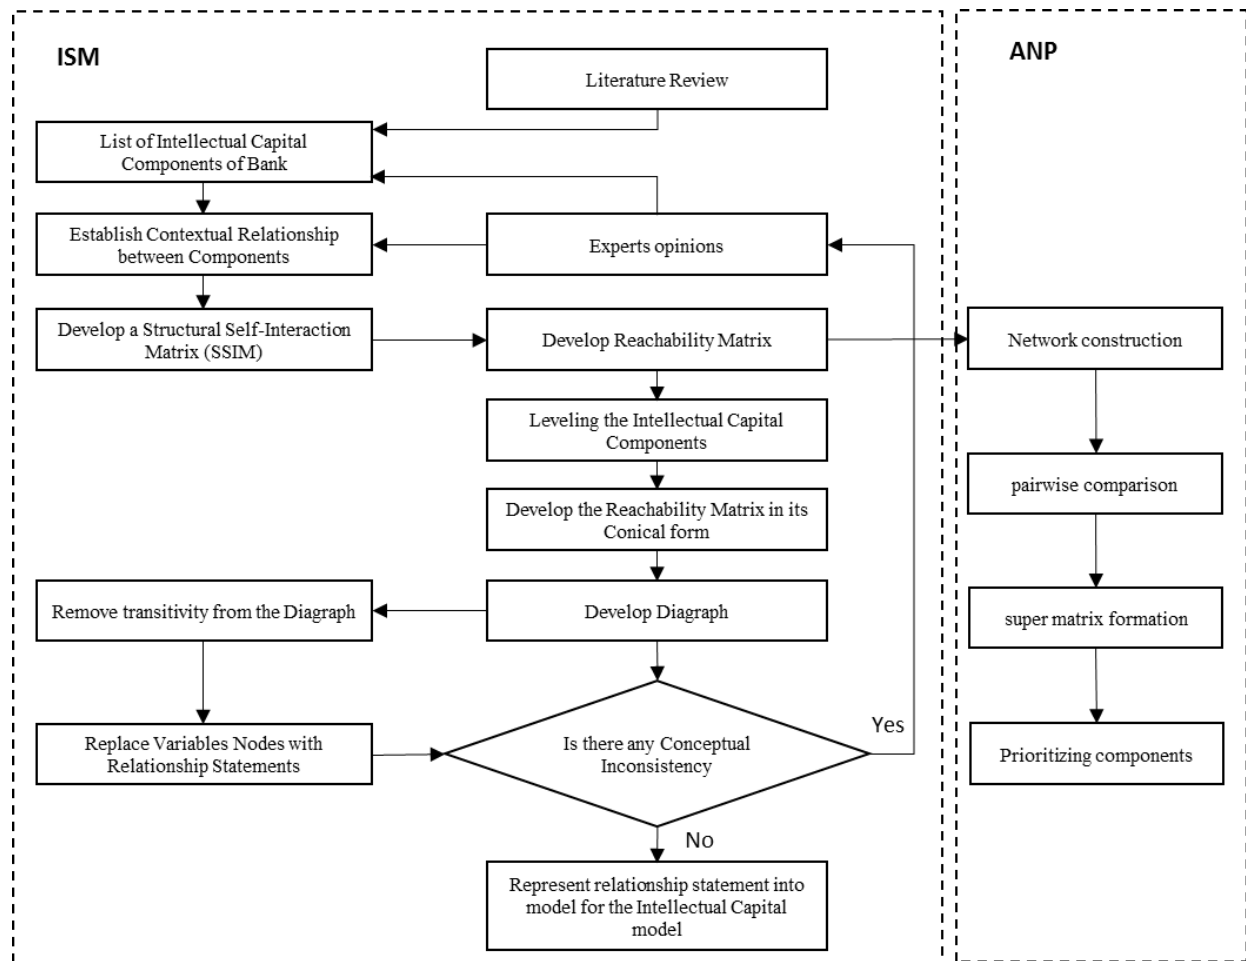 ISM
ANP
Literature Review
List of Intellectual Capital
Components of Bank
Establish Contextual Relationship
between Components
Experts opinions
Develop a Structural Self-Interaction
Matrix (SSIM)
Develop Reachability Matrix
Network construction
Leveling the Intellectual Capital
Components
pairwise comparison
Develop the Reachability Matrix in its
Conical form
Remove transitivity from the Diagraph
Develop Diagraph
super matrix formation
Replace Variables Nodes with
Relationship Statements
Is there any Conceptual
Inconsistency
Yes
Prioritizing components
No
Represent relationship statement into
model for the Intellectual Capital
model